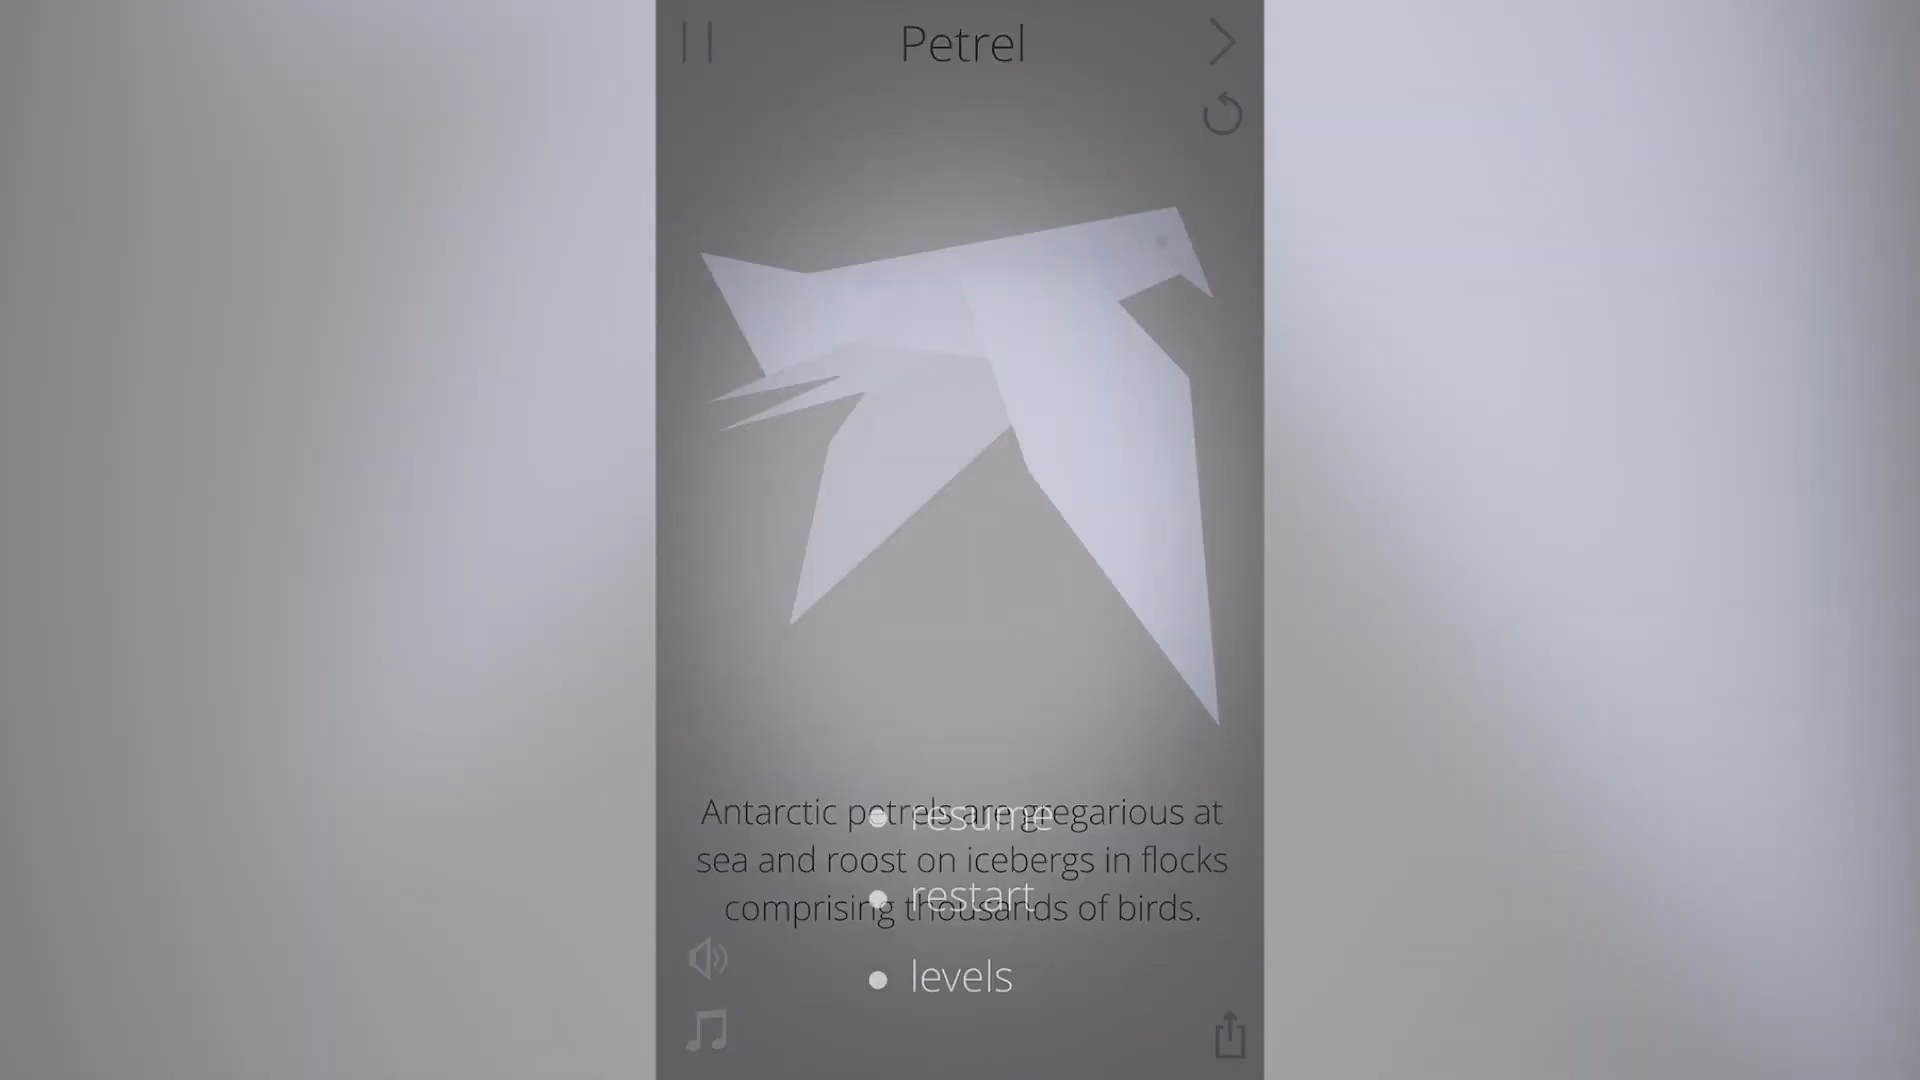 Petrel
Antarctic petrels are gregarious at
resume
sea and roost on icebergs in flocks
restart
comprising thousands of birds.
levels